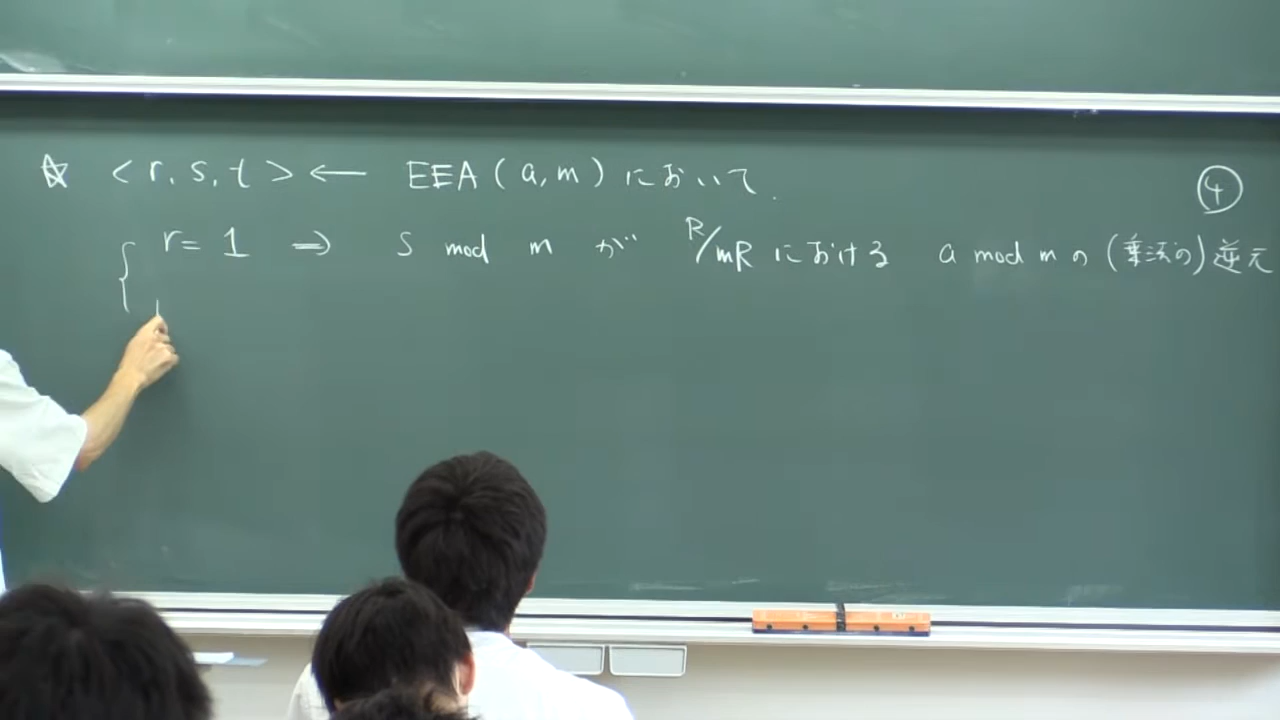 ☆ <r, s, t> ← EEA(a, m) において. ④
{ r = 1 ⇒ s mod m が R/mR における a mod m の (乗法の) 逆元